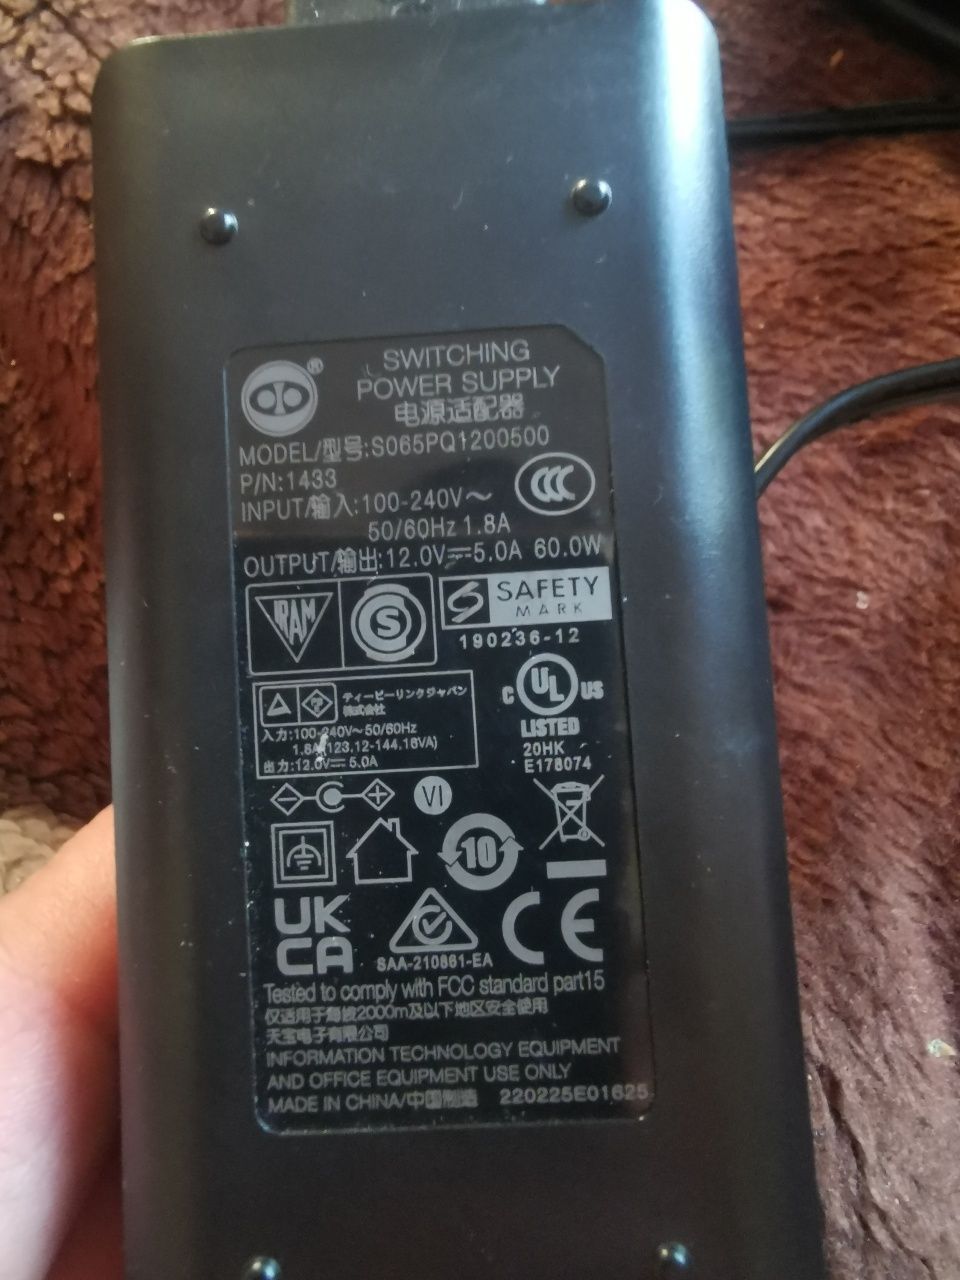 ®
SWITCHING
POWER SUPPLY
电源适配器
MODEL/型号:S065PQ1200500
P/N:1433
INPUT/输入:100-240V～
50/60Hz 1.8A
CCC
OUTPUT/输出:12.0V⎓5.0A 60.0W
IRAM
S
SAFETY
MARK
190236-12
ティーピーリンクジャパン
株式会社
入力:100-240V～50/60Hz
1.8A(123.12-144.16VA)
出力:12.0V⎓5.0A
C UL US
LISTED
20HK
E178074
VI
10
UK
CA
SAA-210861-EA
CE
Tested to comply with FCC standard part15
仅适用于海拔2000m及以下地区安全使用
天宝电子有限公司
INFORMATION TECHNOLOGY EQUIPMENT
AND OFFICE EQUIPMENT USE ONLY
MADE IN CHINA/中国制造 220225E01625